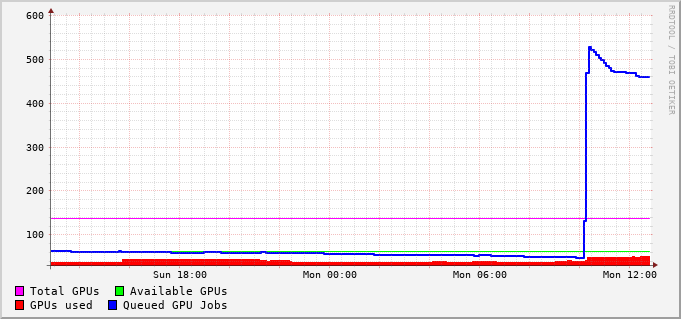 600
500
400
300
200
100
Sun 18:00 Mon 00:00 Mon 06:00 Mon 12:00
Total GPUs Available GPUs
GPUs used Queued GPU Jobs
RRDTOOL / TOBI OETIKER